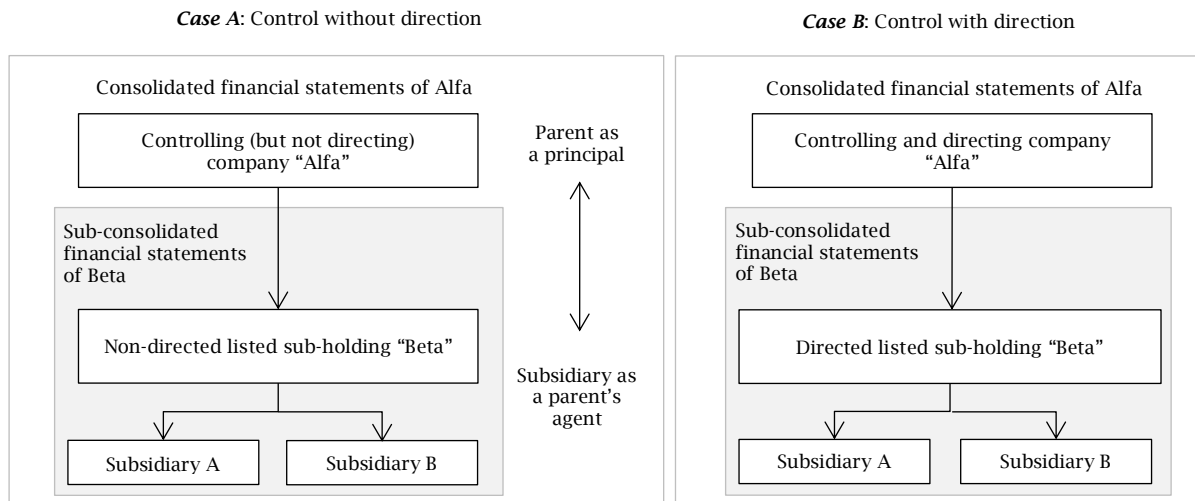 Case A: Control without direction
Consolidated financial statements of Alfa
Controlling (but not directing)
company “Alfa”
Sub-consolidated
financial statements
of Beta
Non-directed listed sub-holding “Beta”
Subsidiary A
Subsidiary B
Parent as
a principal
Subsidiary as
a parent’s
agent
Case B: Control with direction
Consolidated financial statements of Alfa
Controlling and directing company
“Alfa”
Sub-consolidated
financial statements
of Beta
Directed listed sub-holding “Beta”
Subsidiary A
Subsidiary B